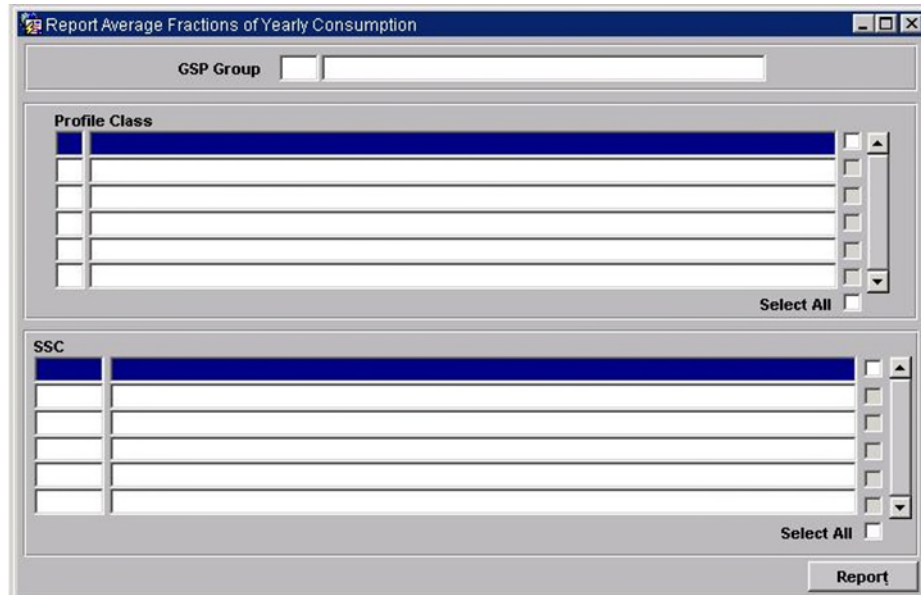 Report Average Fractions of Yearly Consumption
GSP Group
Profile Class
Select All
SSC
Select All
Report